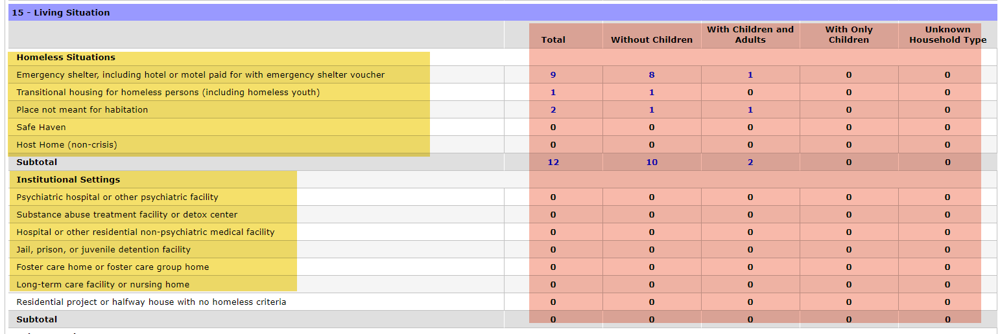 15 - Living Situation
Total Without Children With Children and Adults With Only Children Unknown Household Type
Homeless Situations
Emergency shelter, including hotel or motel paid for with emergency shelter voucher 9 8 1 0 0
Transitional housing for homeless persons (including homeless youth) 1 1 0 0 0
Place not meant for habitation 2 1 1 0 0
Safe Haven 0 0 0 0 0
Host Home (non-crisis) 0 0 0 0 0
Subtotal 12 10 2 0 0
Institutional Settings
Psychiatric hospital or other psychiatric facility 0 0 0 0 0
Substance abuse treatment facility or detox center 0 0 0 0 0
Hospital or other residential non-psychiatric medical facility 0 0 0 0 0
Jail, prison, or juvenile detention facility 0 0 0 0 0
Foster care home or foster care group home 0 0 0 0 0
Long-term care facility or nursing home 0 0 0 0 0
Residential project or halfway house with no homeless criteria 0 0 0 0 0
Subtotal 0 0 0 0 0